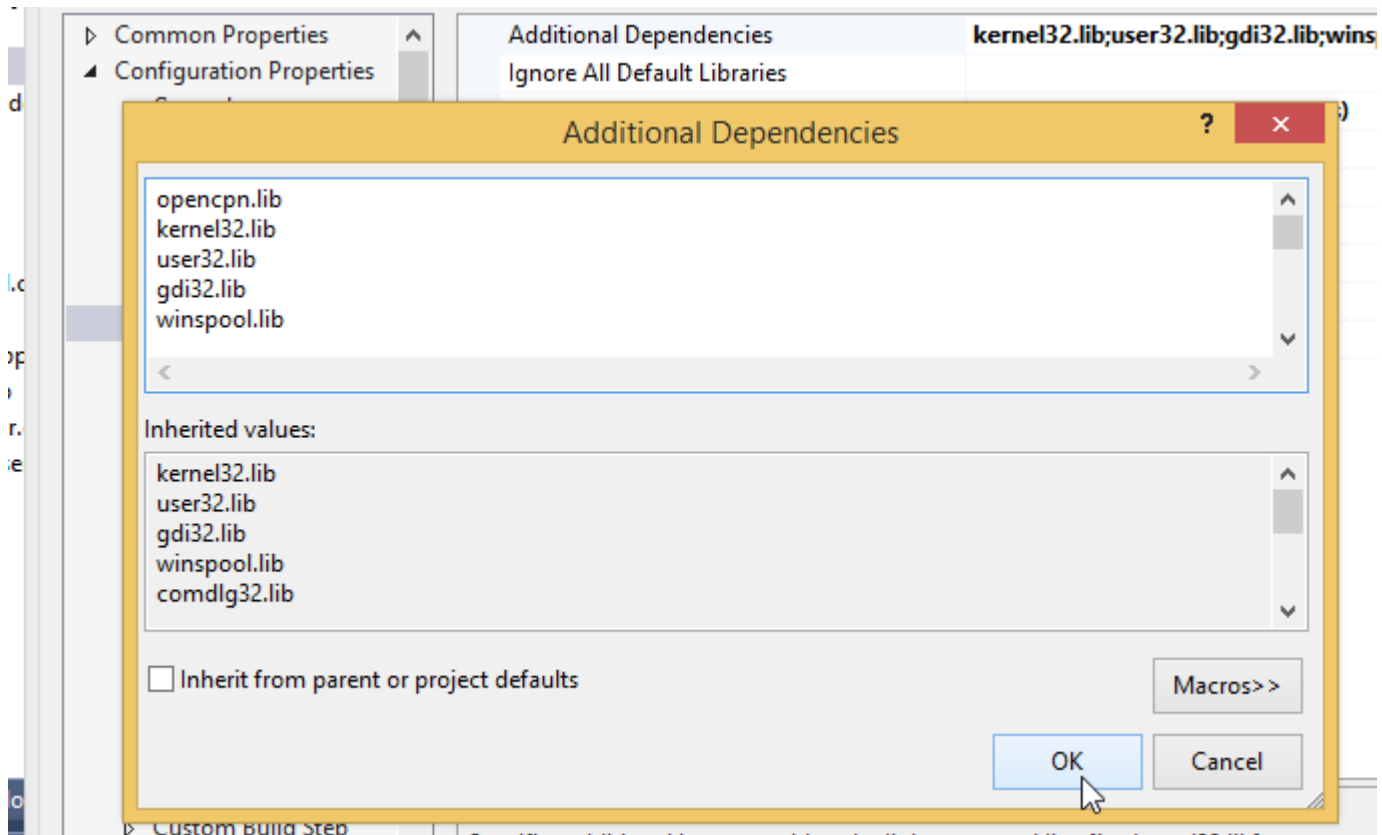 Common Properties
Configuration Properties
Additional Dependencies kernel32.lib;user32.lib;gdi32.lib;wins
Ignore All Default Libraries
Additional Dependencies
?
opencpn.lib
kernel32.lib
user32.lib
gdi32.lib
winspool.lib
Inherited values:
kernel32.lib
user32.lib
gdi32.lib
winspool.lib
comdlg32.lib
Inherit from parent or project defaults
Macros>>
OK
Cancel
Custom Build Step